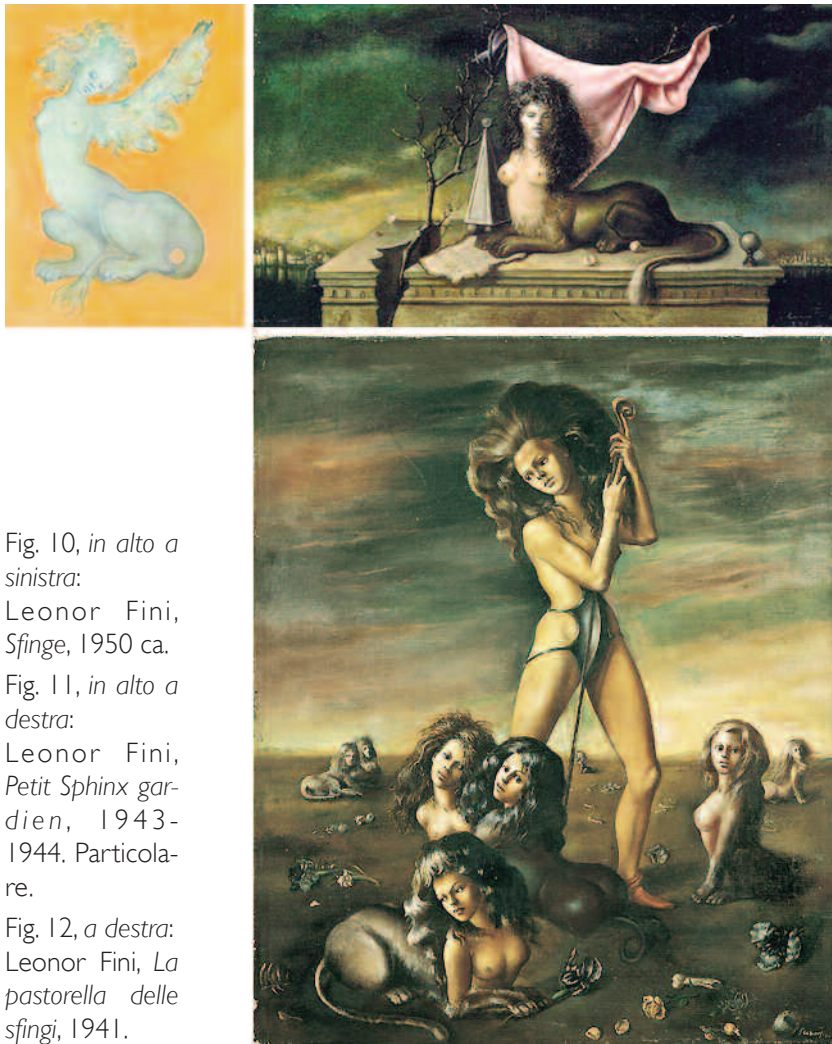 Fig. 10, in alto a
sinistra:
Leonor Fini,
Sfinge, 1950 ca.
Fig. 11, in alto a
destra:
Leonor Fini,
Petit Sphinx gar-
dien, 1943-
1944. Particola-
re.
Fig. 12, a destra:
Leonor Fini, La
pastorella delle
sfingi, 1941.